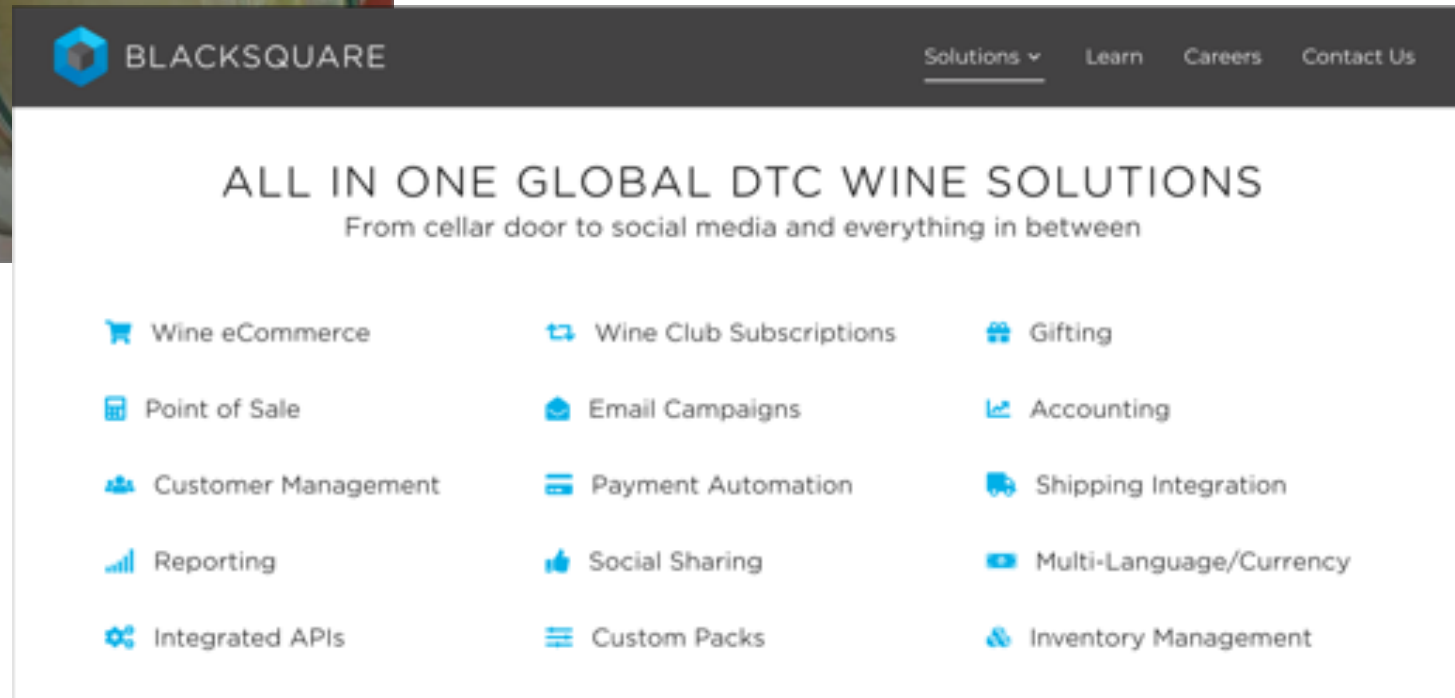 BLACKSQUARE
Solutions Learn Careers Contact Us
ALL IN ONE GLOBAL DTC WINE SOLUTIONS
From cellar door to social media and everything in between
Wine eCommerce Wine Club Subscriptions Gifting
Point of Sale Email Campaigns Accounting
Customer Management Payment Automation Shipping Integration
Reporting Social Sharing Multi-Language/Currency
Integrated APIs Custom Packs Inventory Management